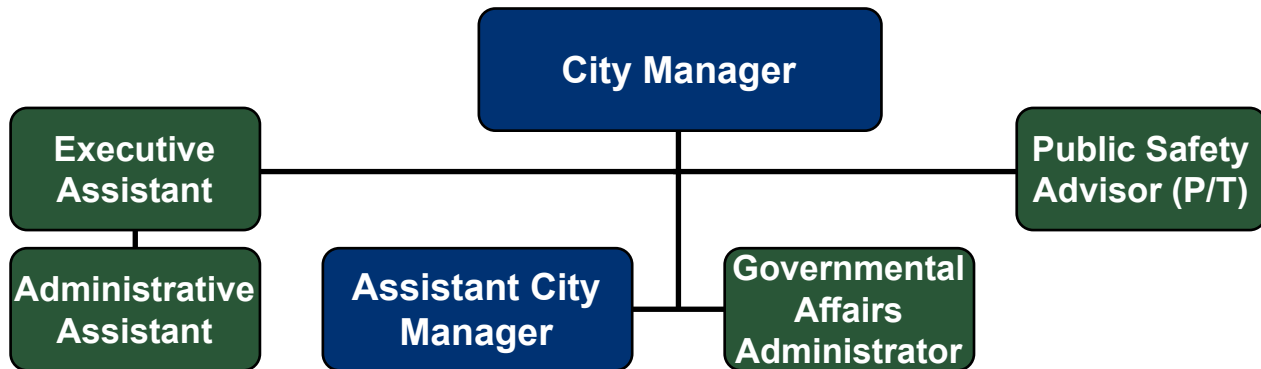 City Manager
Executive
Assistant
Public Safety
Advisor (P/T)
Administrative
Assistant
Assistant City
Manager
Governmental
Affairs
Administrator